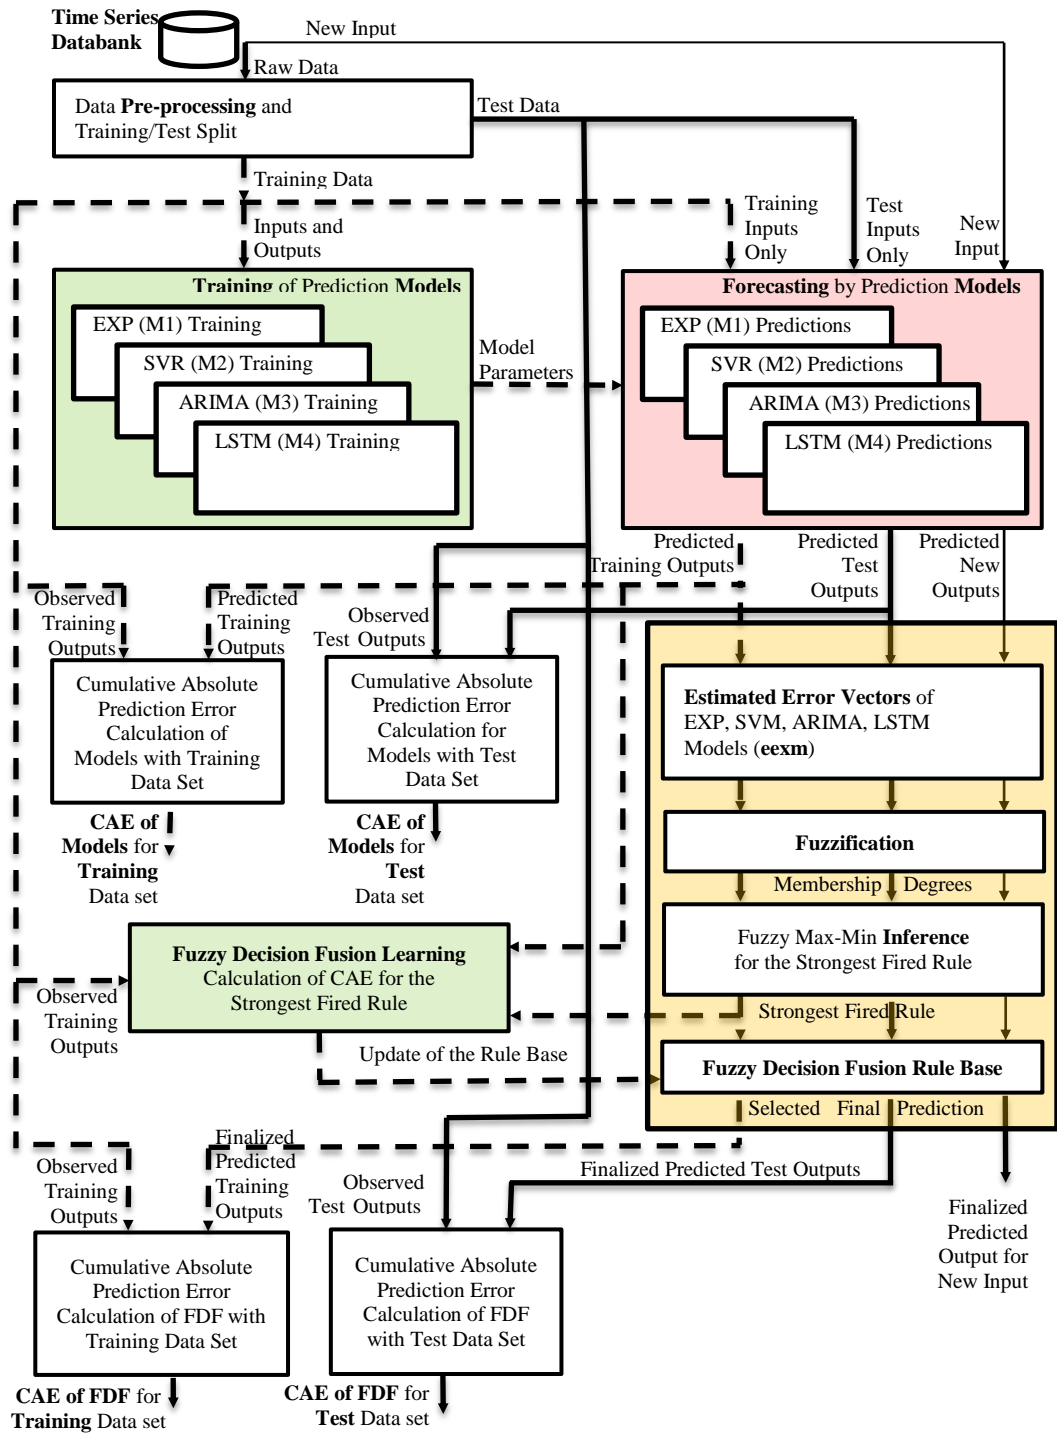 Time Series
Databank
New Input
Raw Data
Data Pre-processing and
Training/Test Split
Test Data
Training Data
Inputs and
Outputs
Training
Inputs
Only
Test
Inputs
Only
New
Input
Training of Prediction Models
EXP (M1) Training
SVR (M2) Training
ARIMA (M3) Training
LSTM (M4) Training
Model
Parameters
Forecasting by Prediction Models
EXP (M1) Predictions
SVR (M2) Predictions
ARIMA (M3) Predictions
LSTM (M4) Predictions
Predicted
Training Outputs
Predicted
Test
Outputs
Predicted
New
Outputs
Observed
Training
Outputs
Predicted
Training
Outputs
Observed
Test Outputs
Cumulative Absolute
Prediction Error
Calculation of
Models with Training
Data Set
Cumulative Absolute
Prediction Error
Calculation for
Models with Test
Data Set
Estimated Error Vectors of
EXP, SVM, ARIMA, LSTM
Models (eexm)
CAE of
Models for
Training
Data set
CAE of
Models for
Test
Data set
Fuzzification
Membership Degrees
Fuzzy Max-Min Inference
for the Strongest Fired Rule
Strongest Fired Rule
Fuzzy Decision Fusion Learning
Calculation of CAE for the
Strongest Fired Rule
Observed
Training
Outputs
Update of the Rule Base
Fuzzy Decision Fusion Rule Base
Selected Final Prediction
Observed
Training
Outputs
Finalized
Predicted
Training
Outputs
Observed
Test Outputs
Finalized Predicted Test Outputs
Finalized
Predicted
Output for
New Input
Cumulative Absolute
Prediction Error
Calculation of FDF with
Training Data Set
Cumulative Absolute
Prediction Error
Calculation of FDF
with Test Data Set
CAE of FDF for
Training Data set
CAE of FDF for
Test Data set